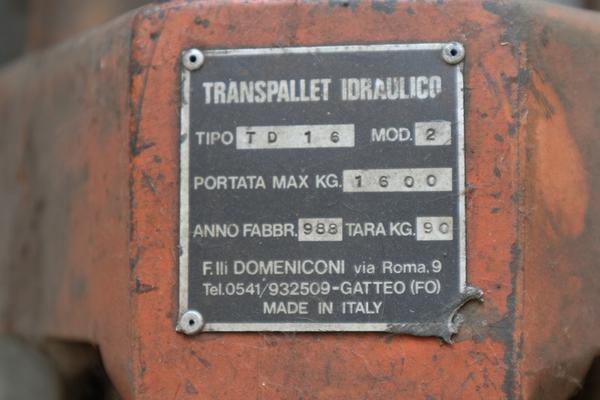 TRANSPALLET IDRAULICO
TIPO TD 16 MOD. 2
PORTATA MAX KG. 1600
ANNO FABBR. 988 TARA KG. 90
F.lli DOMENICONI via Roma.9
Tel.0541/932509-GATTEO (FO)
MADE IN ITALY